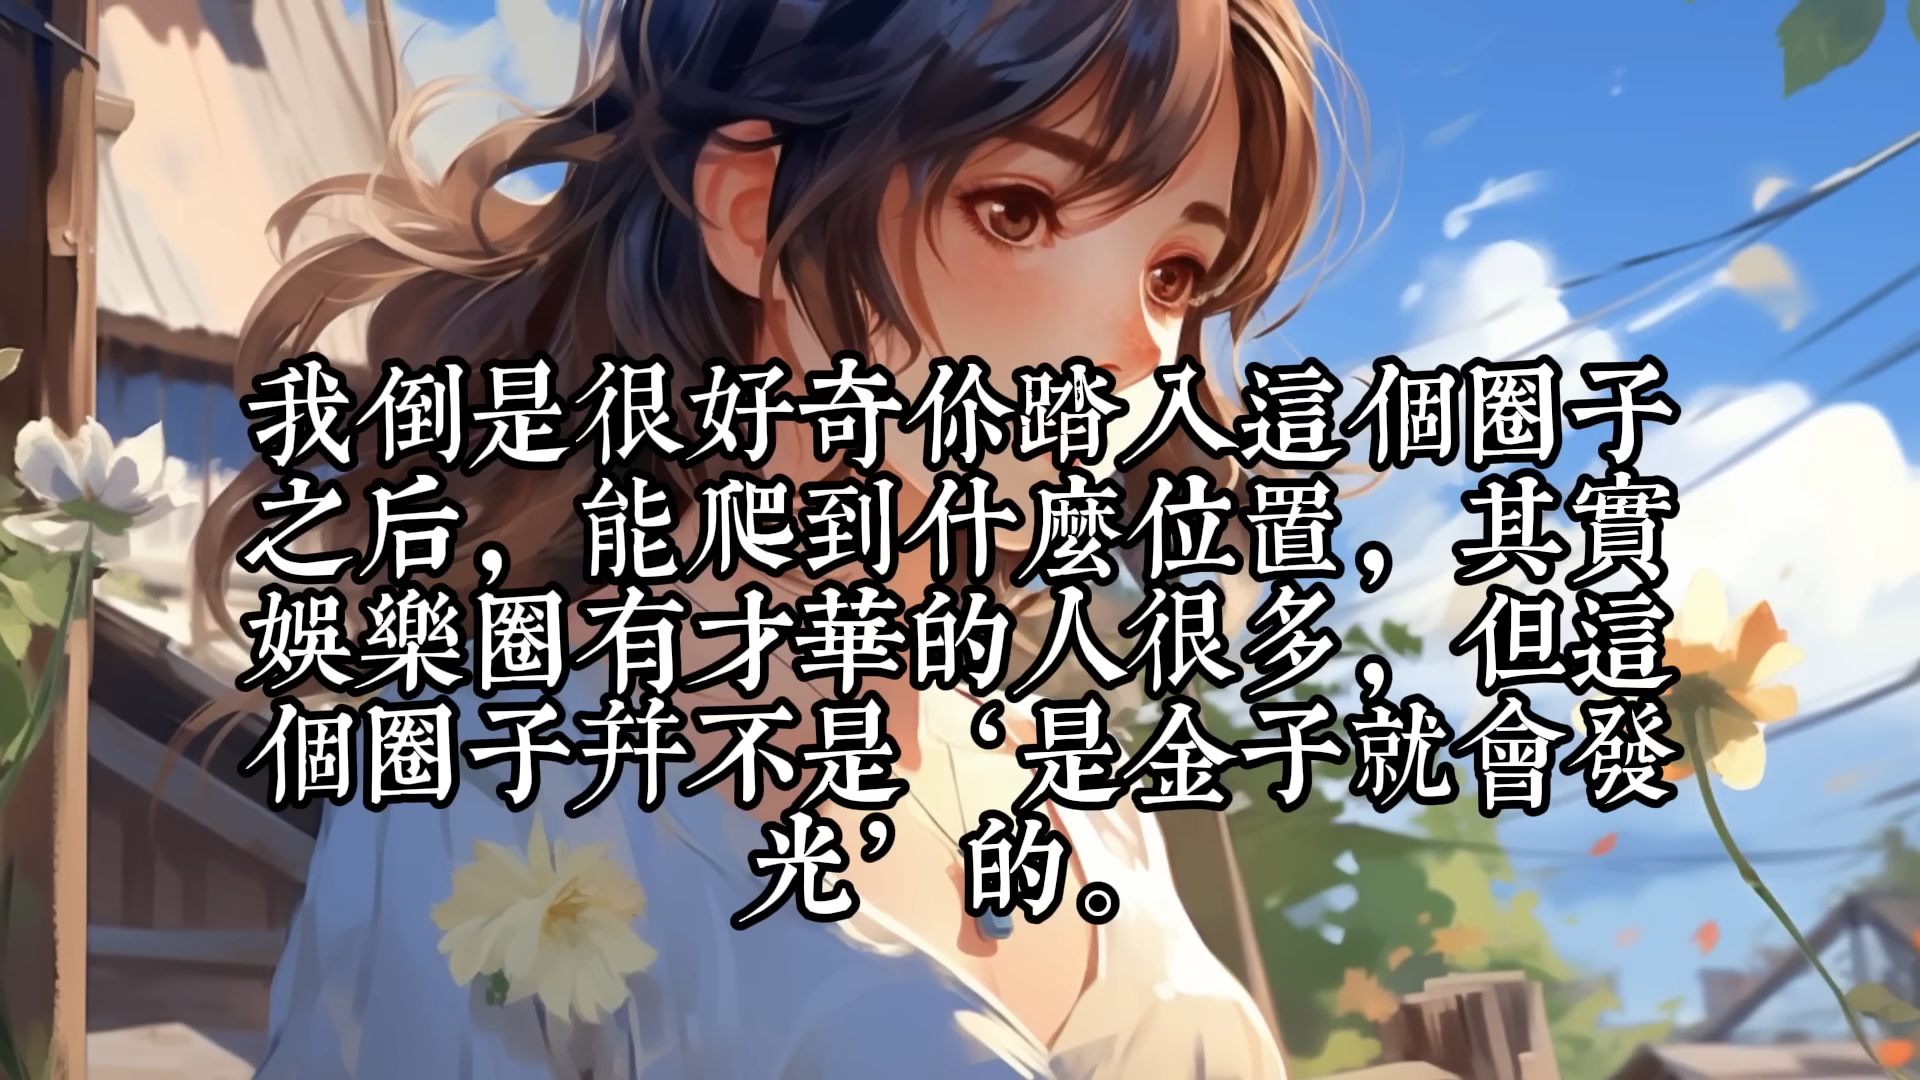 我倒是很好奇你踏入這個圈子
之后，能爬到什麼位置，其實
娛樂圈有才華的人很多，但這
個圈子并不是‘是金子就會發
光’的。